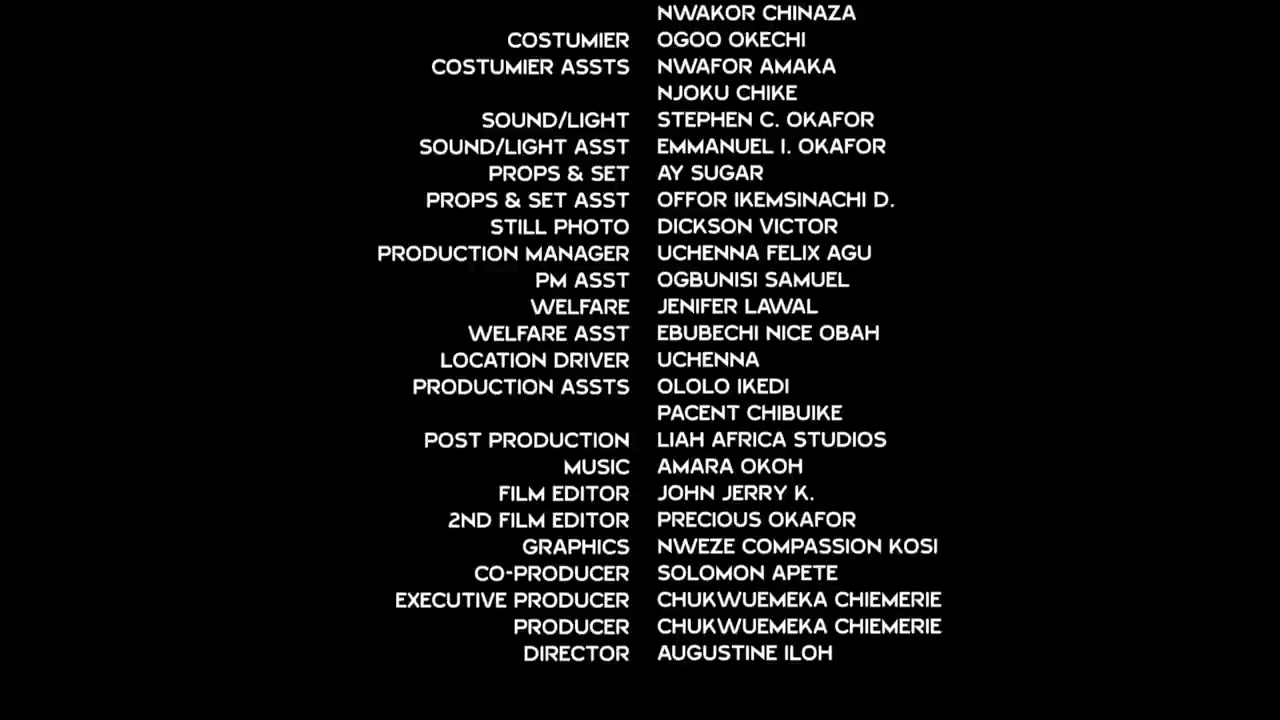 NWAKOR CHINAZA
COSTUMIER OGOO OKECHI
COSTUMIER ASSTS NWAFOR AMAKA
NJOKU CHIKE
SOUND/LIGHT STEPHEN C. OKAFOR
SOUND/LIGHT ASST EMMANUEL I. OKAFOR
PROPS & SET AY SUGAR
PROPS & SET ASST OFFOR IKEMSINACHI D.
STILL PHOTO DICKSON VICTOR
PRODUCTION MANAGER UCHENNA FELIX AGU
PM ASST OGBUNISI SAMUEL
WELFARE JENIFER LAWAL
WELFARE ASST EBUBECHI NICE OBAH
LOCATION DRIVER UCHENNA
PRODUCTION ASSTS OLOLO IKEDI
PACENT CHIBUIKE
POST PRODUCTION LIAH AFRICA STUDIOS
MUSIC AMARA OKOH
FILM EDITOR JOHN JERRY K.
2ND FILM EDITOR PRECIOUS OKAFOR
GRAPHICS NWEZE COMPASSION KOSI
CO-PRODUCER SOLOMON APETE
EXECUTIVE PRODUCER CHUKWUEMEKA CHIEMERIE
PRODUCER CHUKWUEMEKA CHIEMERIE
DIRECTOR AUGUSTINE ILOH